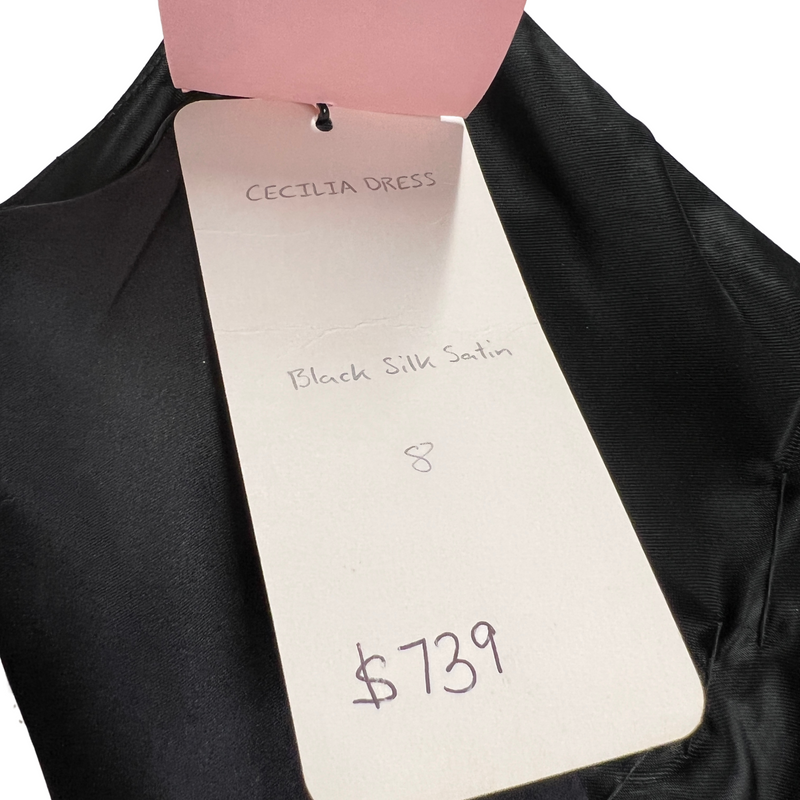 CECILIA DRESS
Black Silk Satin
8
$739